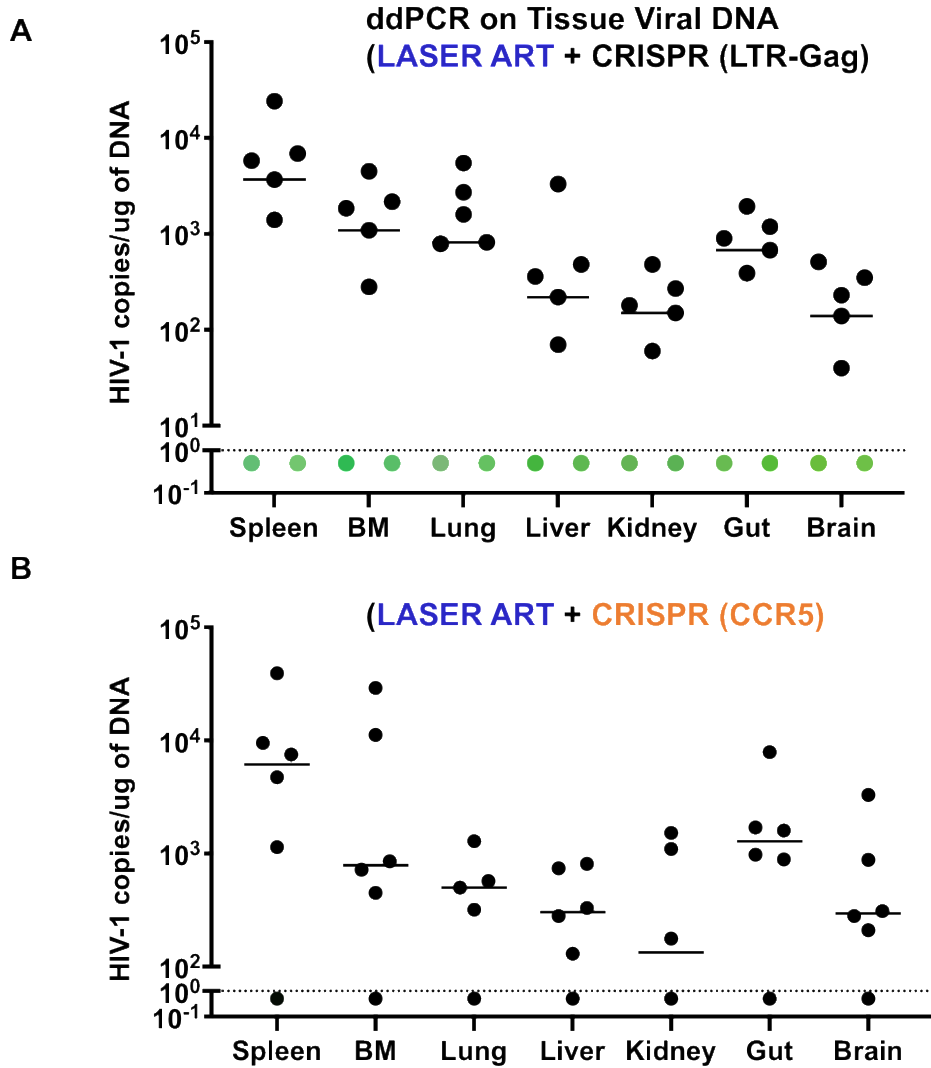 A
ddPCR on Tissue Viral DNA
(LASER ART + CRISPR (LTR-Gag)
HIV-1 copies/ug of DNA
10^5
10^4
10^3
10^2
10^1
10^0
10^-1
Spleen BM Lung Liver Kidney Gut Brain
B
(LASER ART + CRISPR (CCR5)
HIV-1 copies/ug of DNA
10^5
10^4
10^3
10^2
10^0
10^-1
Spleen BM Lung Liver Kidney Gut Brain